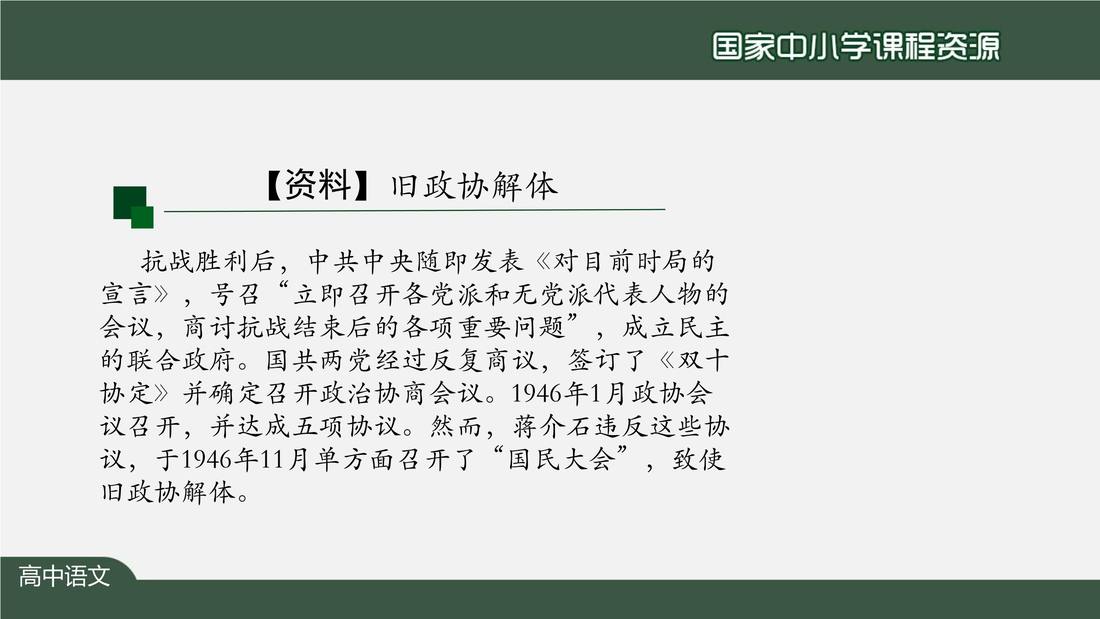 国家中小学课程资源
【资料】旧政协解体
抗战胜利后，中共中央随即发表《对目前时局的
宣言》，号召“立即召开各党派和无党派代表人物的
会议，商讨抗战结束后的各项重要问题”，成立民主
的联合政府。国共两党经过反复商议，签订了《双十
协定》并确定召开政治协商会议。1946年1月政协会
议召开，并达成五项协议。然而，蒋介石违反这些协
议，于1946年11月单方面召开了“国民大会”，致使
旧政协解体。
高中语文